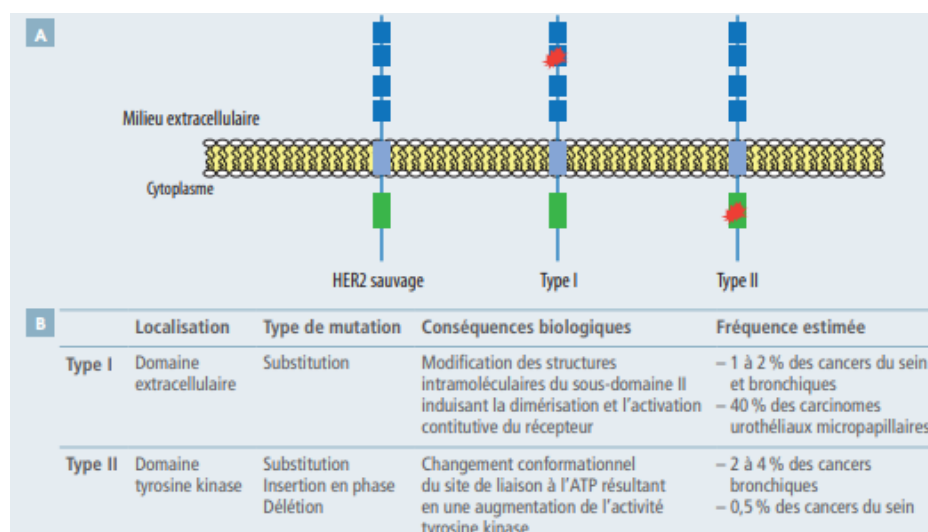 A
Milieu extracellulaire
Cytoplasme
HER2 sauvage Type I Type II
B
Localisation Type de mutation Conséquences biologiques Fréquence estimée
Type I Domaine extracellulaire
Substitution
Modification des structures
intramoléculaires du sous-domaine II
induisant la dimérisation et l'activation
contitutive du récepteur
– 1 à 2 % des cancers du sein
et bronchiques
– 40 % des carcinomes
urothéliaux micropapillaires
Type II Domaine tyrosine kinase
Substitution
Insertion en phase
Délétion
Changement conformationnel
du site de liaison à l'ATP résultant
en une augmentation de l'activité
tyrosine kinase
– 2 à 4 % des cancers
bronchiques
– 0,5 % des cancers du sein